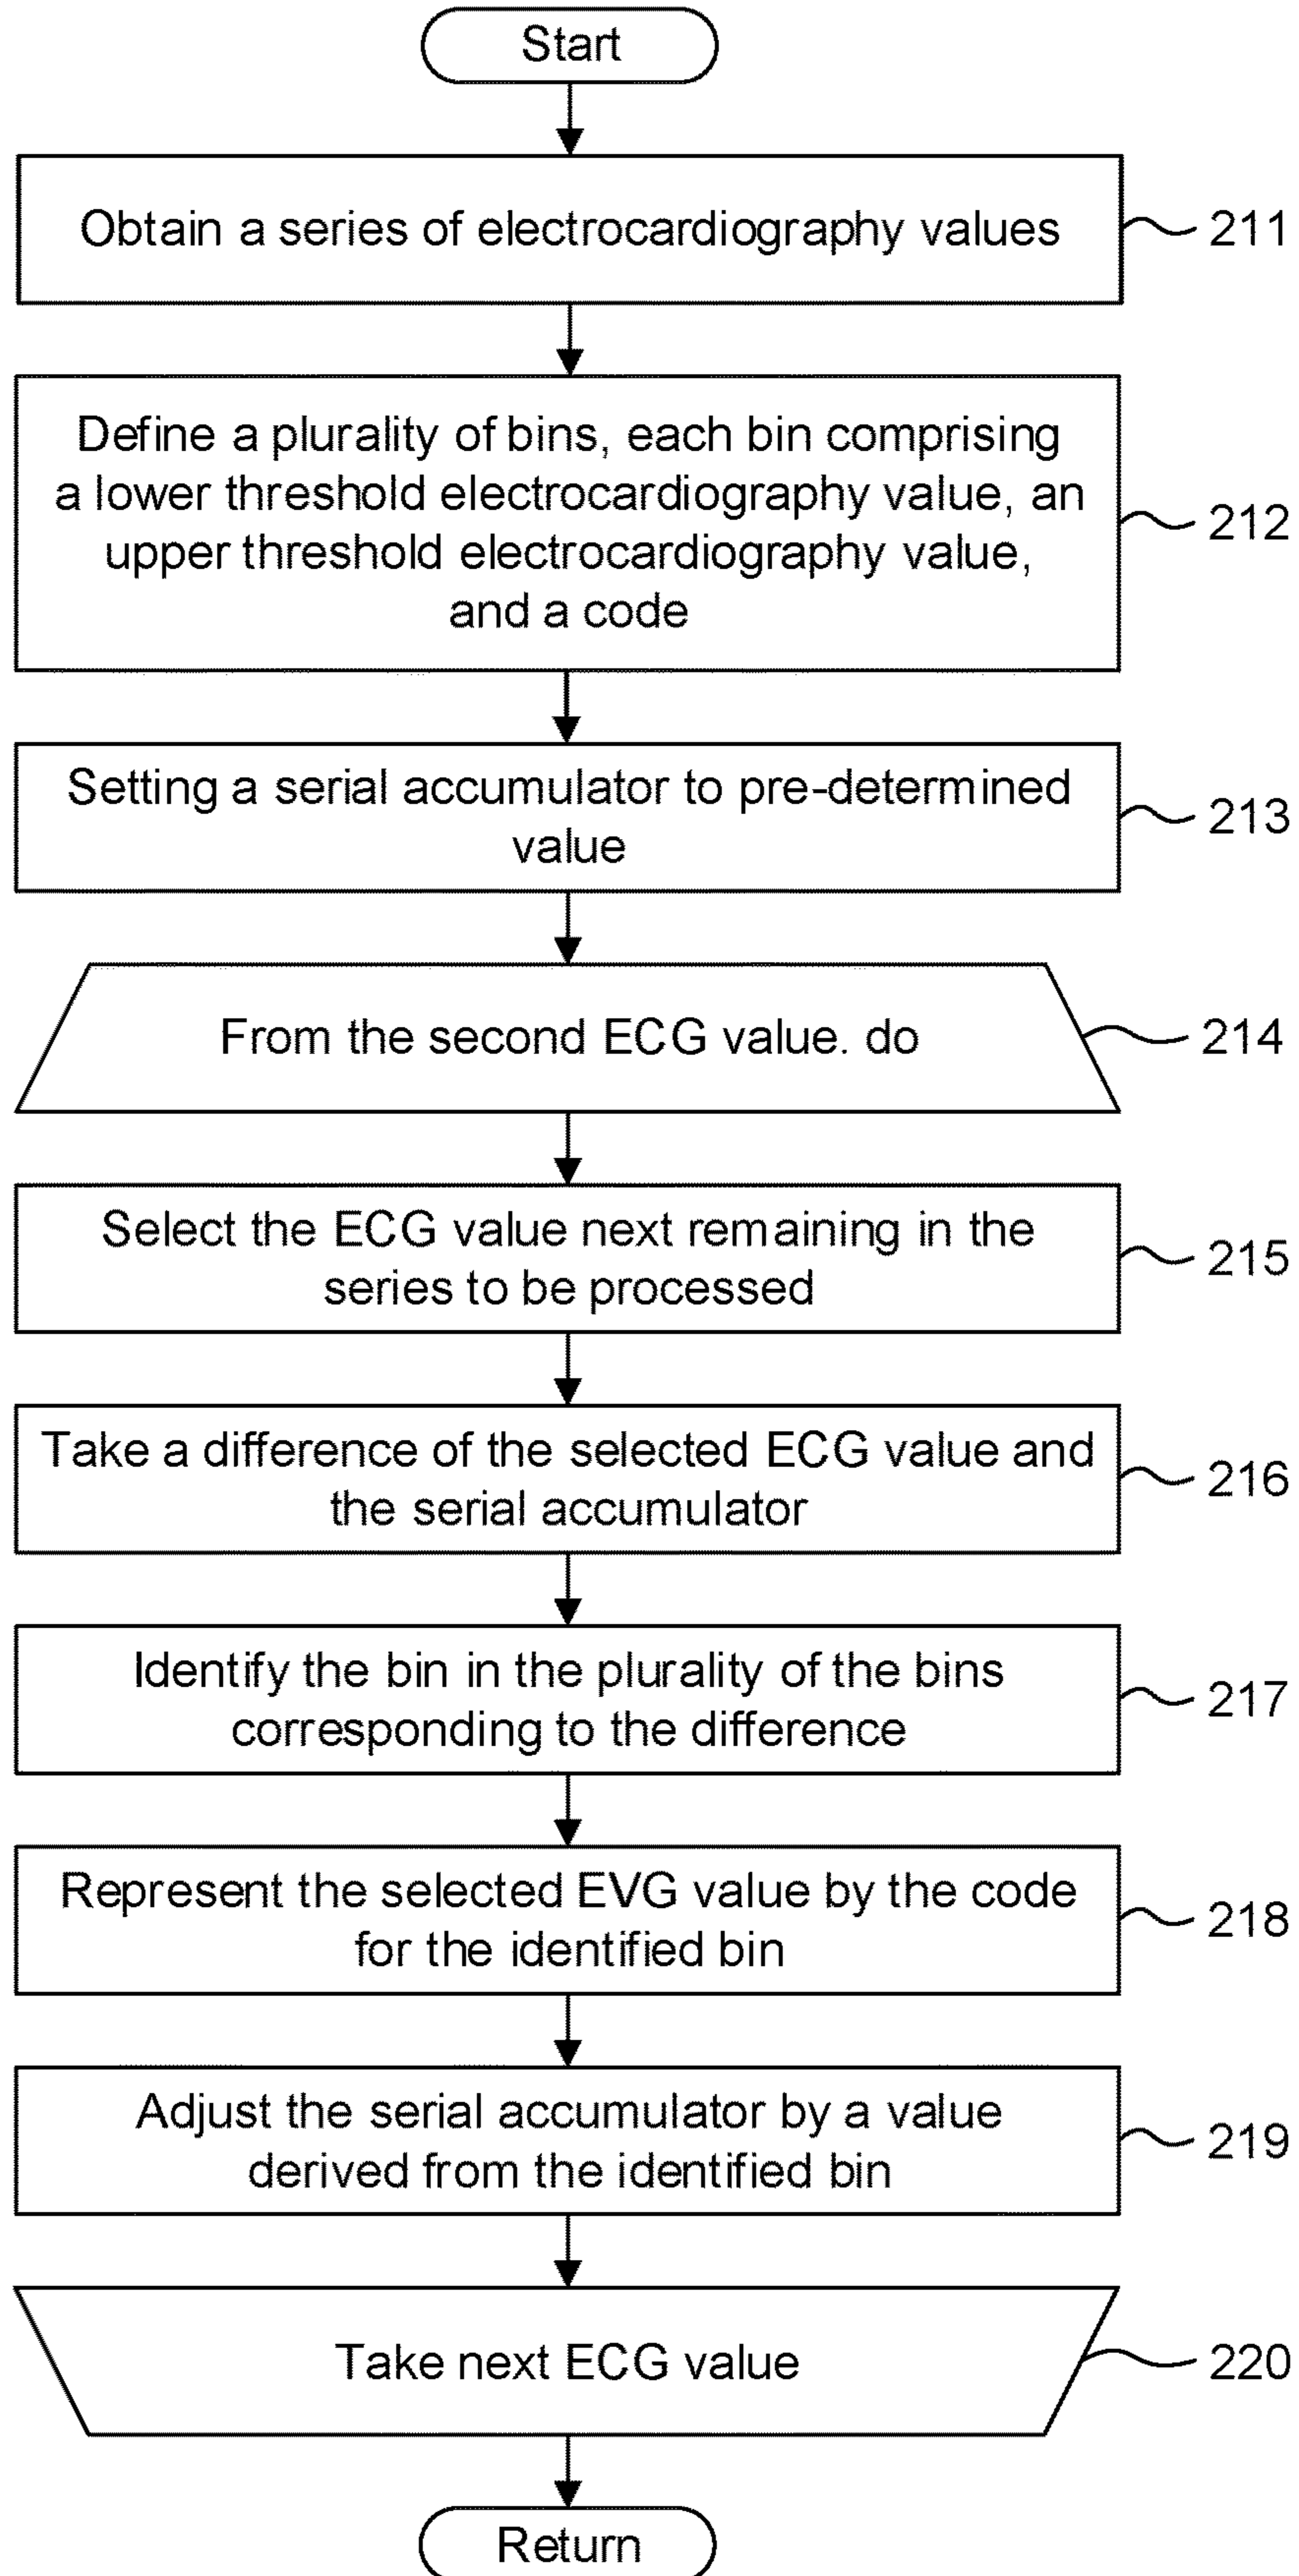 Start
Obtain a series of electrocardiography values
211
Define a plurality of bins, each bin comprising
a lower threshold electrocardiography value, an
upper threshold electrocardiography value,
and a code
212
Setting a serial accumulator to pre-determined
value
213
From the second ECG value. do
214
Select the ECG value next remaining in the
series to be processed
215
Take a difference of the selected ECG value and
the serial accumulator
216
Identify the bin in the plurality of the bins
corresponding to the difference
217
Represent the selected EVG value by the code
for the identified bin
218
Adjust the serial accumulator by a value
derived from the identified bin
219
Take next ECG value
220
Return